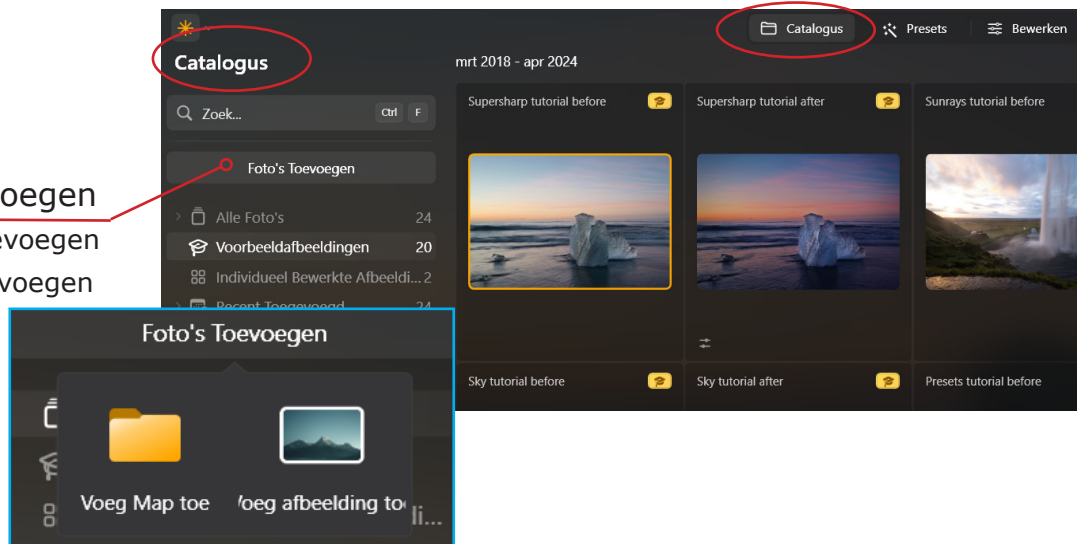 Catalogus
Presets
Bewerken
Catalogus
mrt 2018 - apr 2024
Zoek...
Ctrl F
Supersharp tutorial before
Supersharp tutorial after
Sunrays tutorial before
Foto's Toevoegen
oegen
evoegen
voegen
Alle Foto's 24
Voorbeeldafbeeldingen 20
Individueel Bewerkte Afbeeldi... 2
Recent Toegevoegd 24
Sky tutorial before
Sky tutorial after
Presets tutorial before
Foto's Toevoegen
Voeg Map toe
oeg afbeelding to
li...